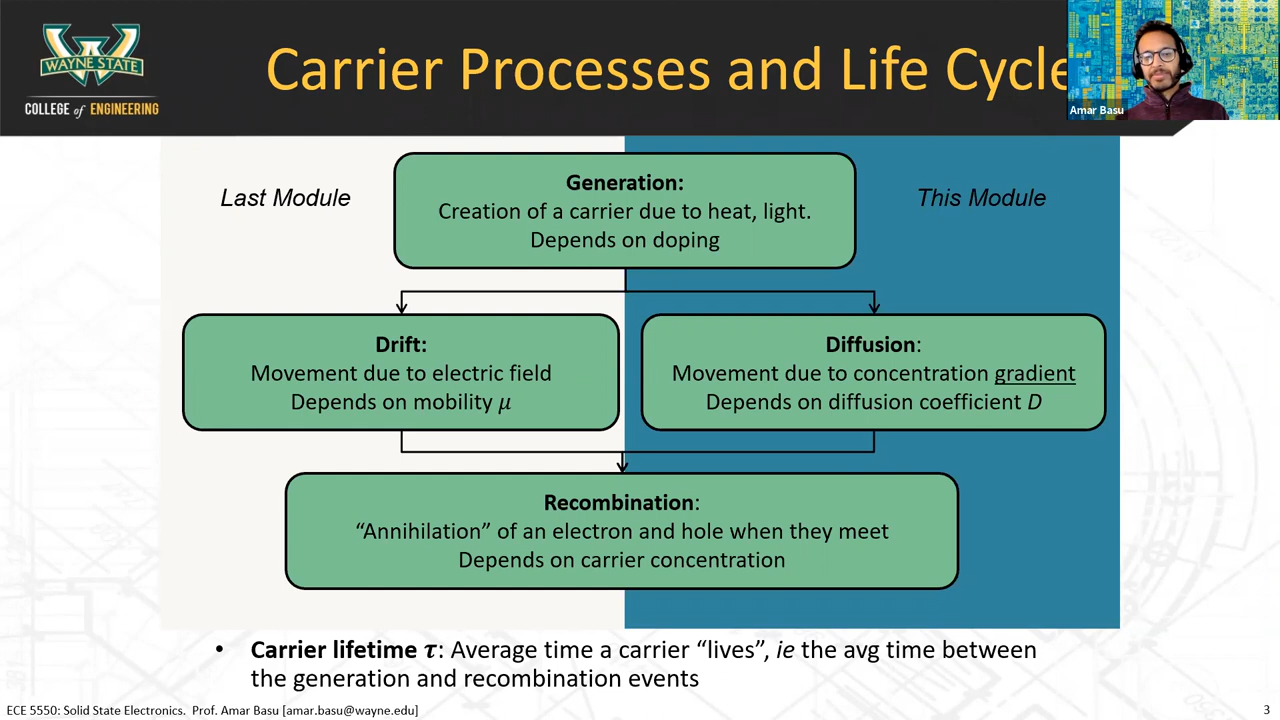 WAYNE STATE
COLLEGE of ENGINEERING
Carrier Processes and Life Cycle
Amar Basu
Last Module
This Module
Generation:
Creation of a carrier due to heat, light.
Depends on doping
Drift:
Movement due to electric field
Depends on mobility μ
Diffusion:
Movement due to concentration gradient
Depends on diffusion coefficient D
Recombination:
“Annihilation” of an electron and hole when they meet
Depends on carrier concentration
• Carrier lifetime τ: Average time a carrier “lives”, ie the avg time between
the generation and recombination events
ECE 5550: Solid State Electronics. Prof. Amar Basu [amar.basu@wayne.edu]
3